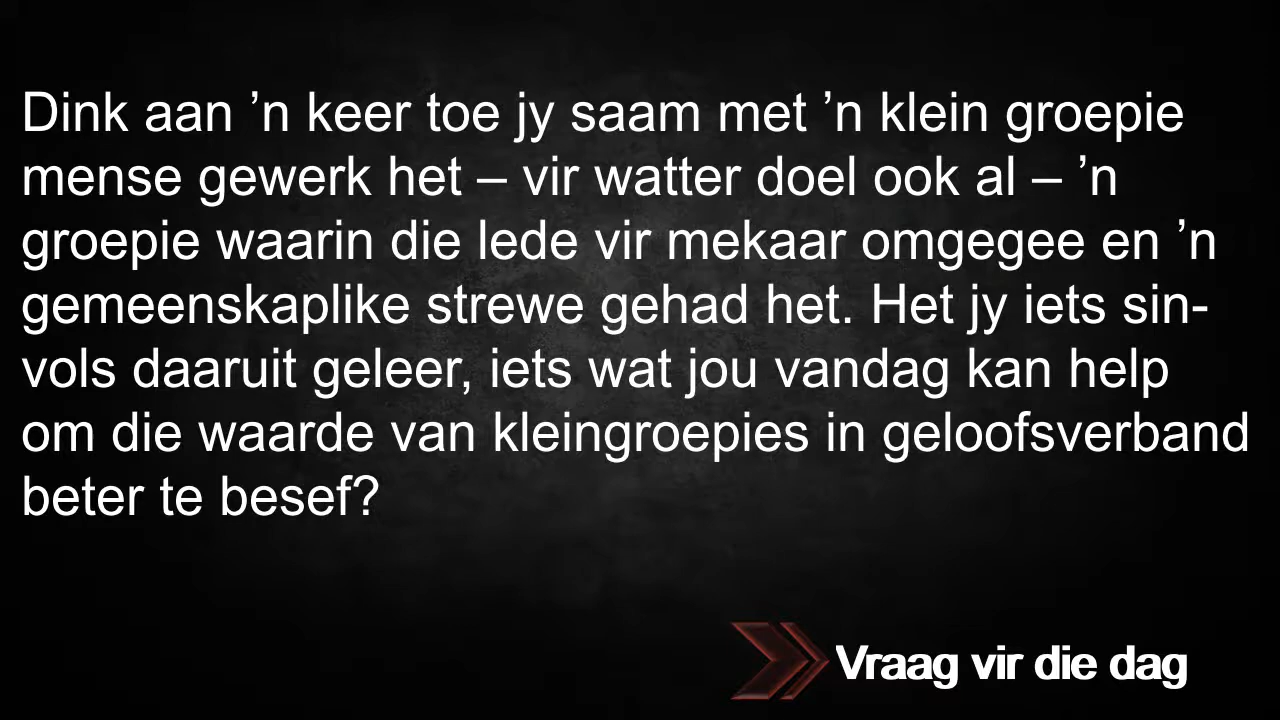 Dink aan ’n keer toe jy saam met ’n klein groepie
mense gewerk het – vir watter doel ook al – ’n
groepie waarin die lede vir mekaar omgegee en ’n
gemeenskaplike strewe gehad het. Het jy iets sin-
vols daaruit geleer, iets wat jou vandag kan help
om die waarde van kleingroepies in geloofsverband
beter te besef?
Vraag vir die dag